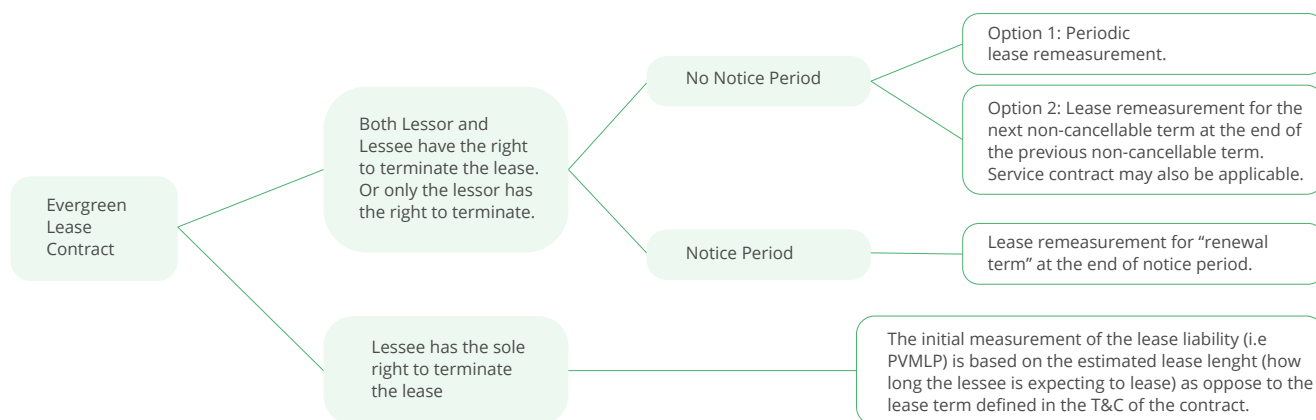 Evergreen
Lease
Contract
Both Lessor and
Lessee have the right
to terminate the lease.
Or only the lessor has
the right to terminate.
No Notice Period
Option 1: Periodic
lease remeasurement.
Option 2: Lease remeasurement for the
next non-cancellable term at the end of
the previous non-cancellable term.
Service contract may also be applicable.
Notice Period
Lease remeasurement for “renewal
term” at the end of notice period.
Lessee has the sole
right to terminate
the lease
The initial measurement of the lease liability (i.e
PVMLP) is based on the estimated lease lenght (how
long the lessee is expecting to lease) as oppose to the
lease term defined in the T&C of the contract.